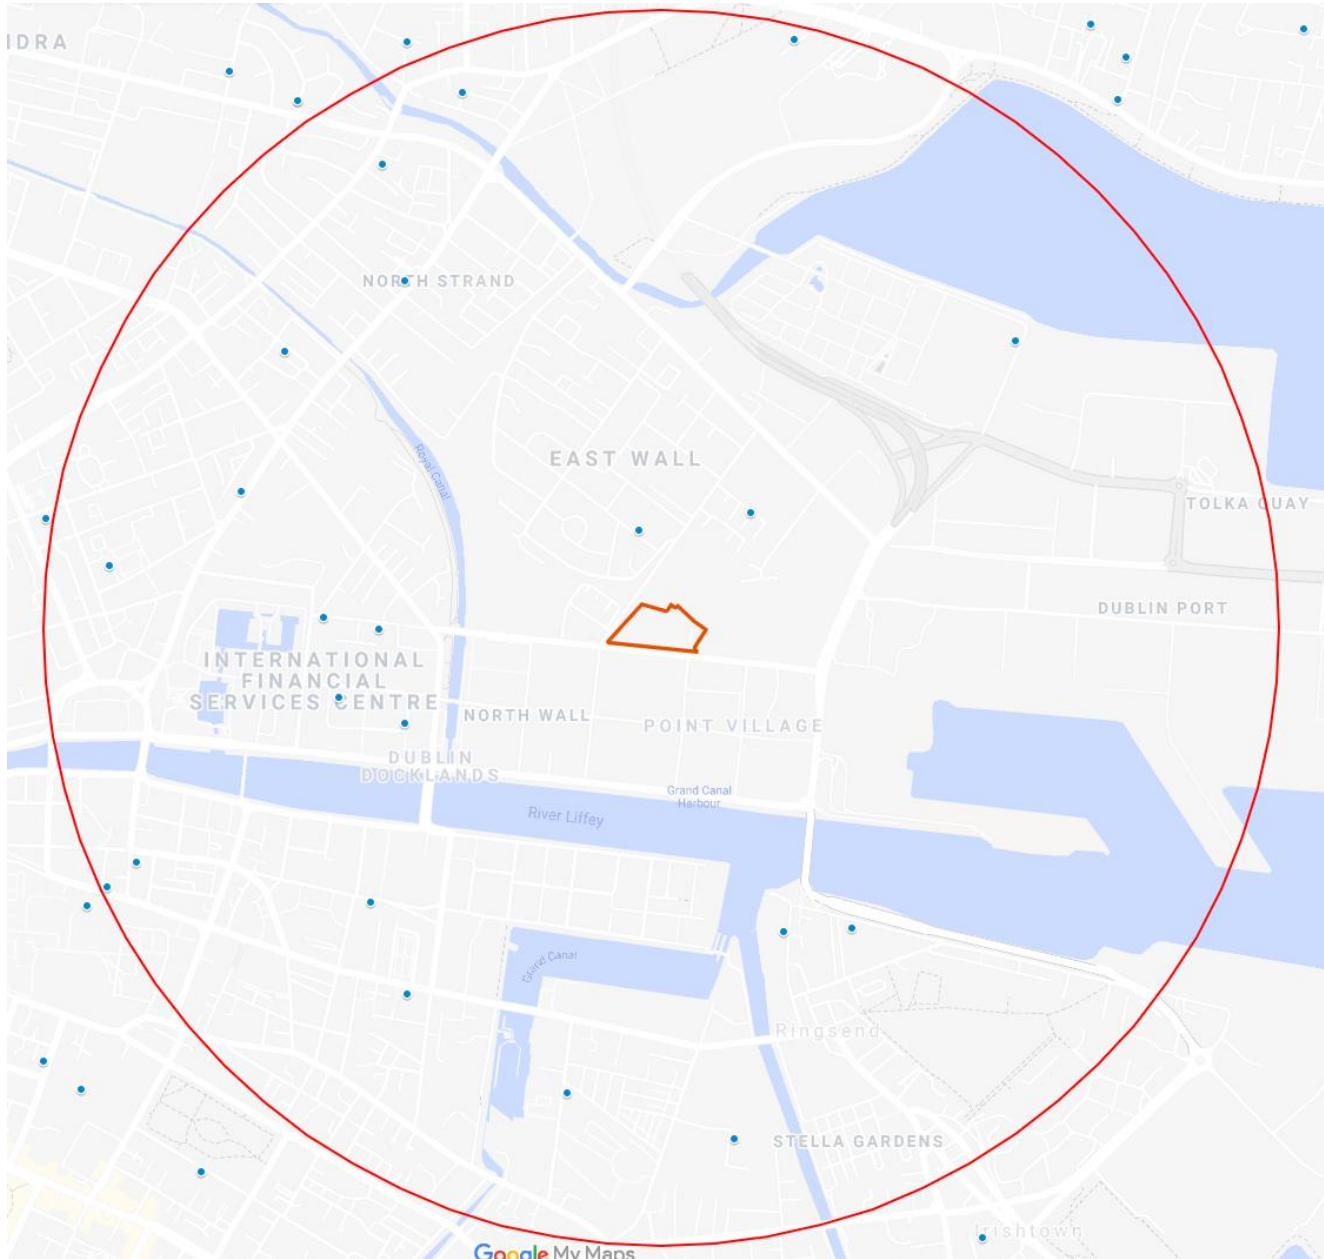 IDRA
NORTH STRAND
EAST WALL
Royal Canal
TOLKA QUAY
DUBLIN PORT
INTERNATIONAL
FINANCIAL
SERVICES CENTRE
NORTH WALL
POINT VILLAGE
DUBLIN
DOCKLANDS
Grand Canal
Harbour
River Liffey
Grand Canal
Ringsend
STELLA GARDENS
Irishtown
Google My Maps